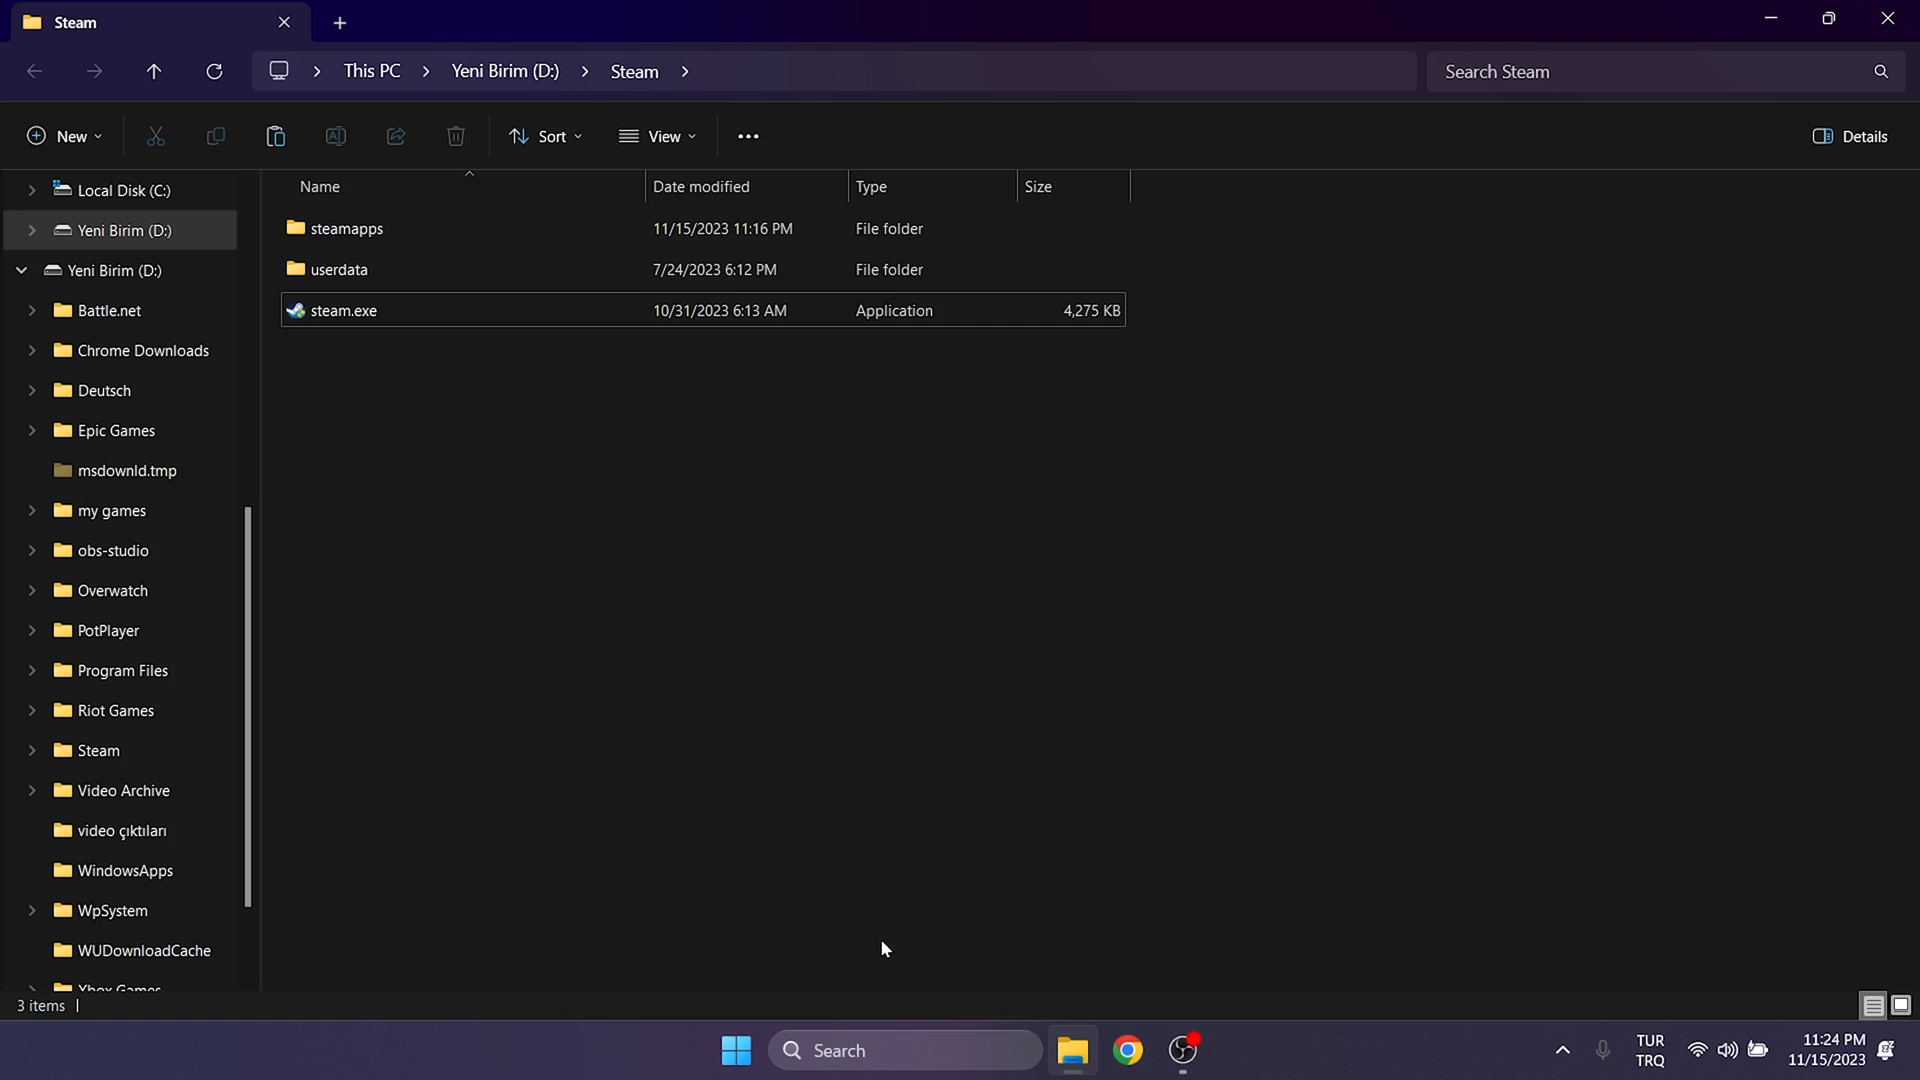 Steam
This PC
Yeni Birim (D:)
Steam
Search Steam
New
Sort
View
Details
Local Disk (C:)
Yeni Birim (D:)
Yeni Birim (D:)
Battle.net
Chrome Downloads
Deutsch
Epic Games
msdownld.tmp
my games
obs-studio
Overwatch
PotPlayer
Program Files
Riot Games
Steam
Video Archive
video çıktıları
WindowsApps
WpSystem
WUDownloadCache
Xbox Games
Name Date modified Type Size
steamapps 11/15/2023 11:16 PM File folder
userdata 7/24/2023 6:12 PM File folder
steam.exe 10/31/2023 6:13 AM Application 4,275 KB
3 items
Search
TUR
TRQ
11:24 PM
11/15/2023